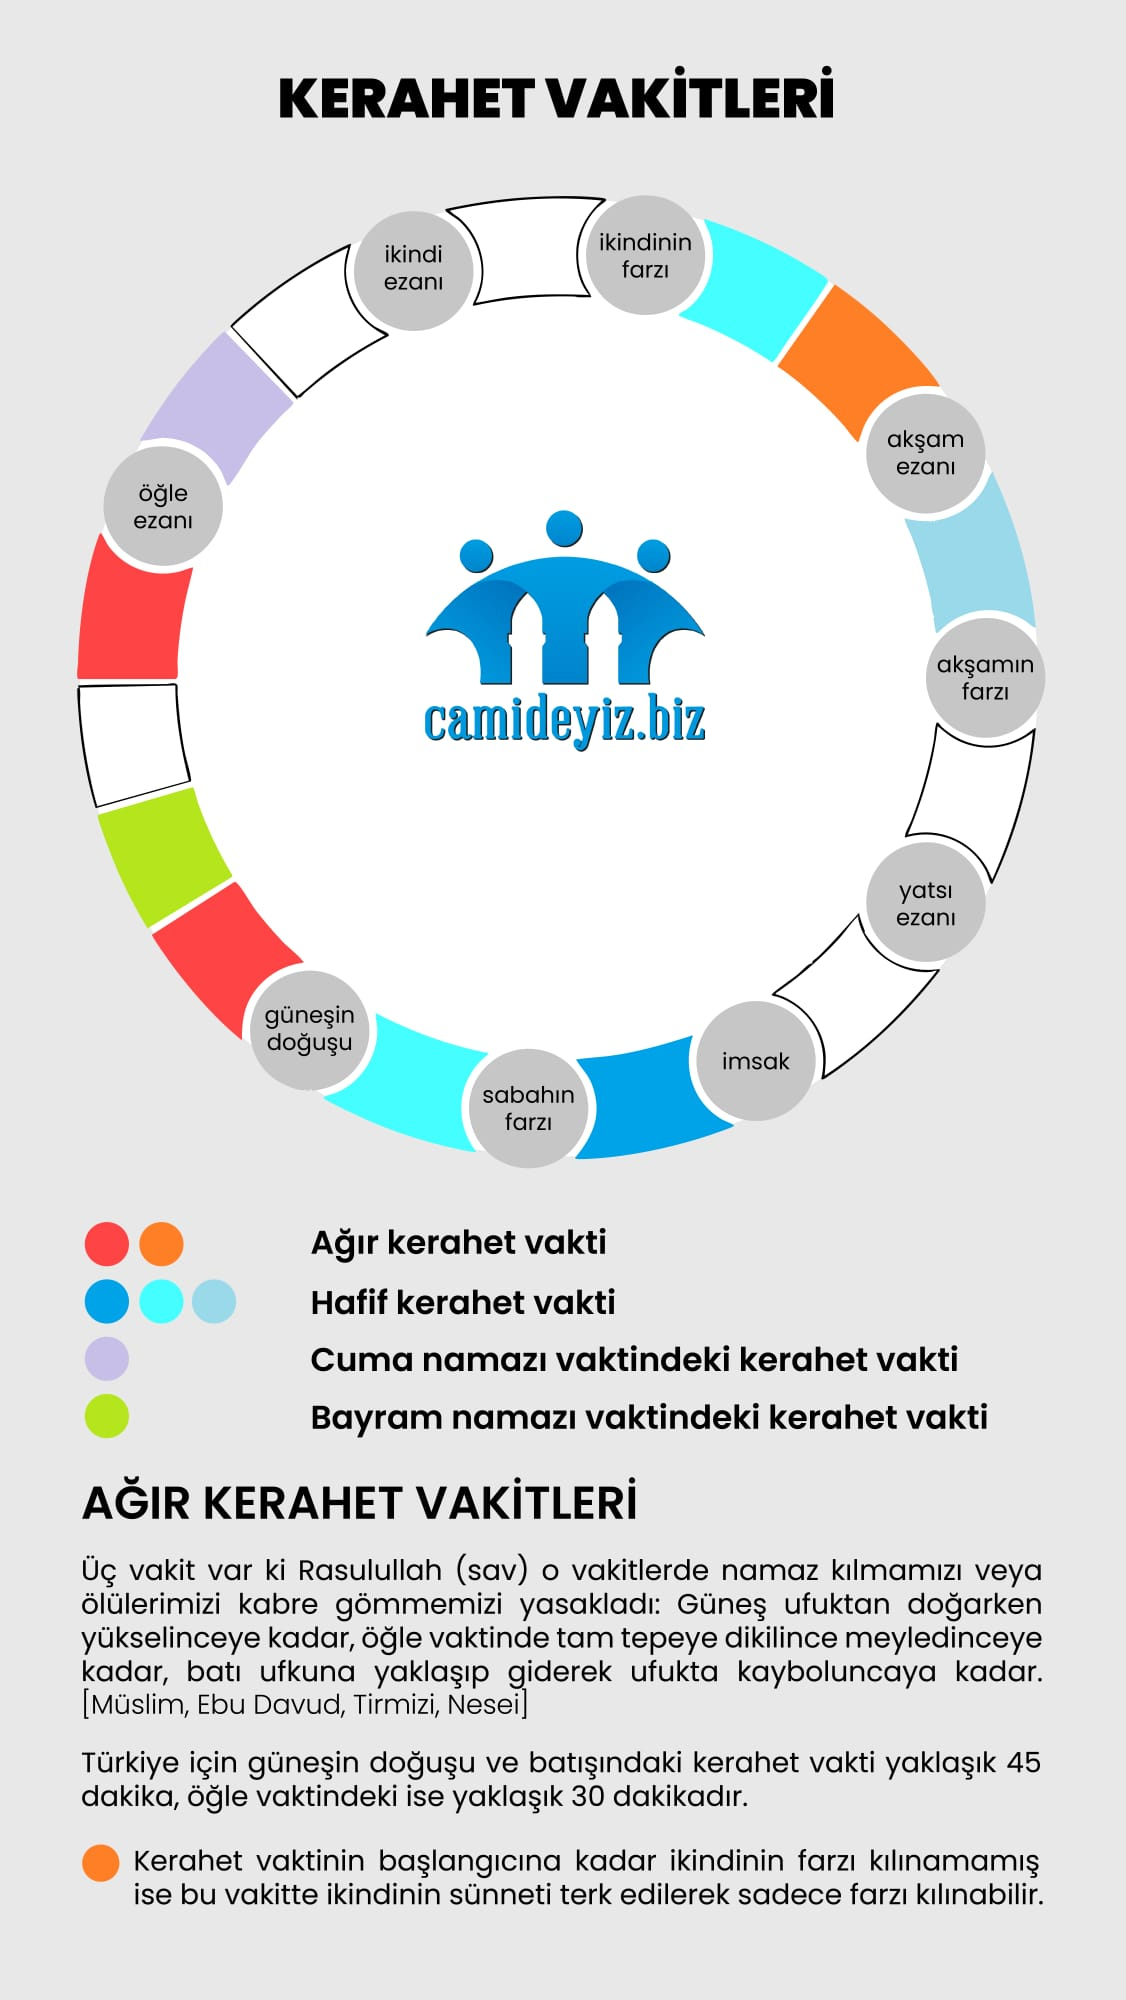 KERAHET VAKİTLERİ
ikindi
ezanı
ikindinin
farzı
akşam
ezanı
öğle
ezanı
akşamın
farzı
camideyiz.biz
yatsı
ezanı
güneşin
doğuşu
imsak
sabahın
farzı
Ağır kerahet vakti
Hafif kerahet vakti
Cuma namazı vaktindeki kerahet vakti
Bayram namazı vaktindeki kerahet vakti
AĞIR KERAHET VAKİTLERİ
Üç vakit var ki Rasulullah (sav) o vakitlerde namaz kılmamızı veya
ölülerimizi kabre gömmemizi yasakladı: Güneş ufuktan doğarken
yükselinceye kadar, öğle vaktinde tam tepeye dikilince meyledinceye
kadar, batı ufkuna yaklaşıp giderek ufukta kayboluncaya kadar.
[Müslim, Ebu Davud, Tirmizi, Nesei]
Türkiye için güneşin doğuşu ve batışındaki kerahet vakti yaklaşık 45
dakika, öğle vaktindeki ise yaklaşık 30 dakikadır.
Kerahet vaktinin başlangıcına kadar ikindinin farzı kılınamamış
ise bu vakitte ikindinin sünneti terk edilerek sadece farzı kılınabilir.